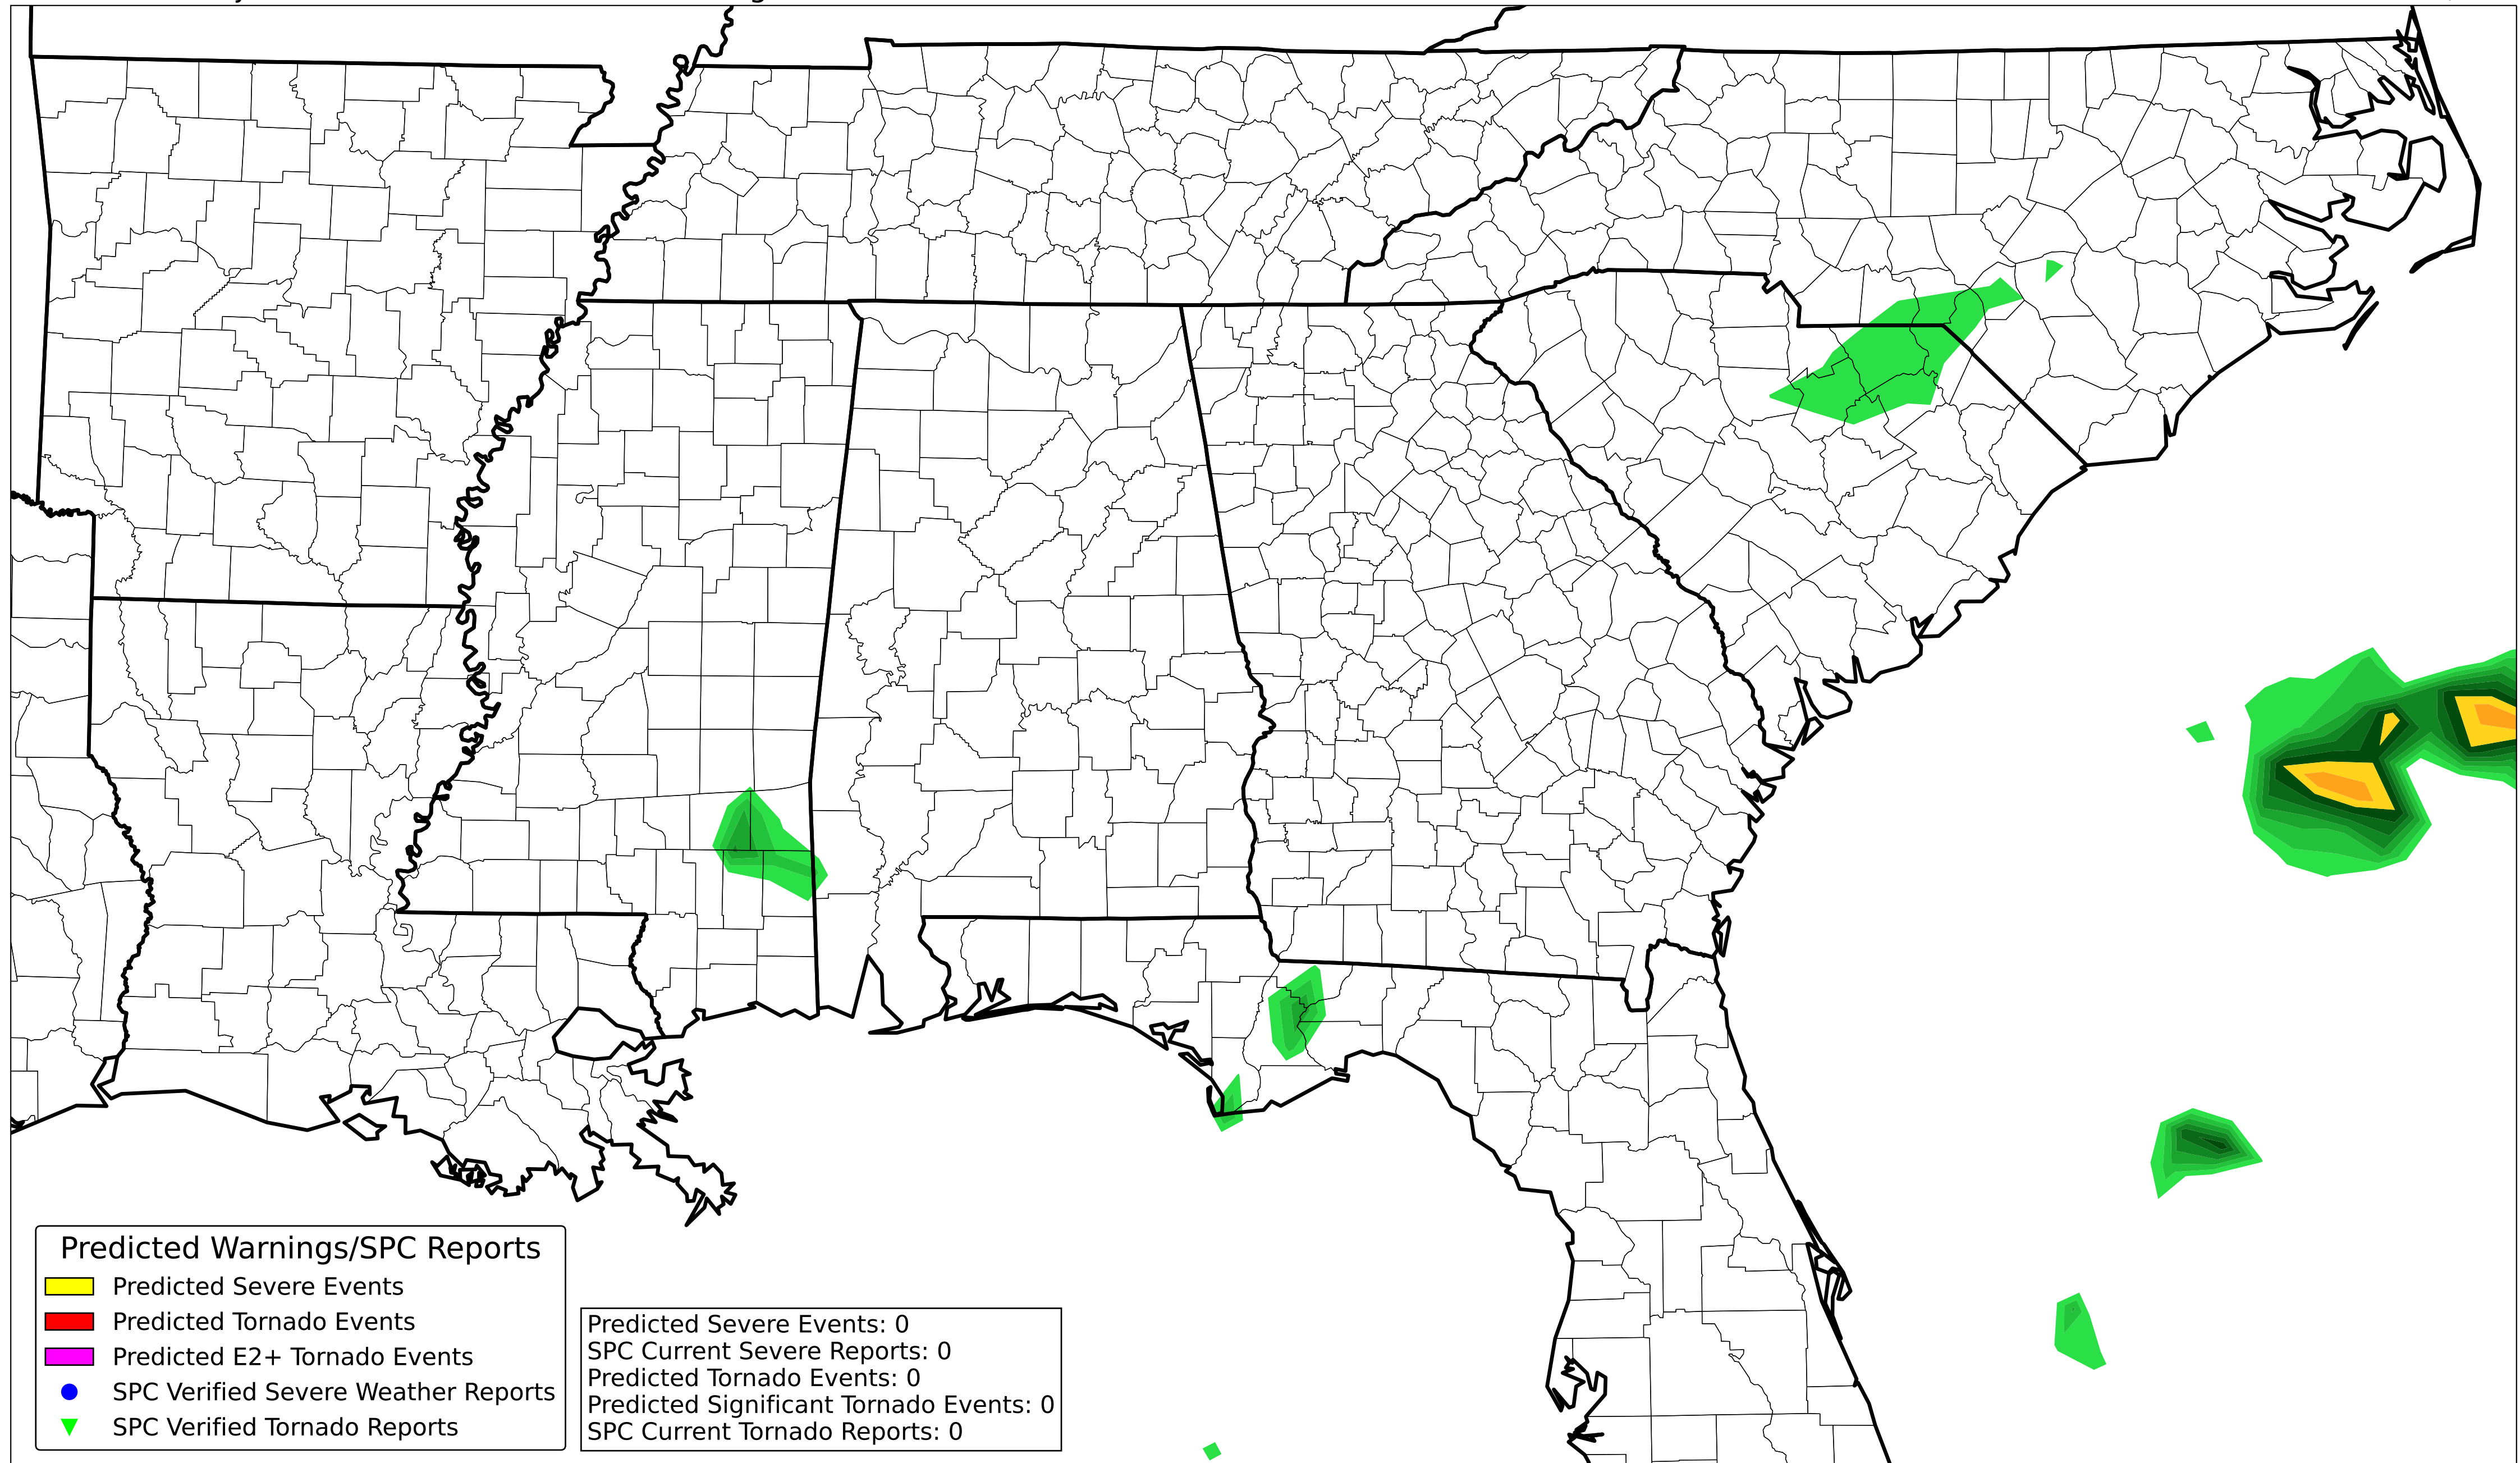 Predicted Warnings/SPC Reports
Predicted Severe Events
Predicted Tornado Events
Predicted E2+ Tornado Events
SPC Verified Severe Weather Reports
SPC Verified Tornado Reports
Predicted Severe Events: 0
SPC Current Severe Reports: 0
Predicted Tornado Events: 0
Predicted Significant Tornado Events: 0
SPC Current Tornado Reports: 0